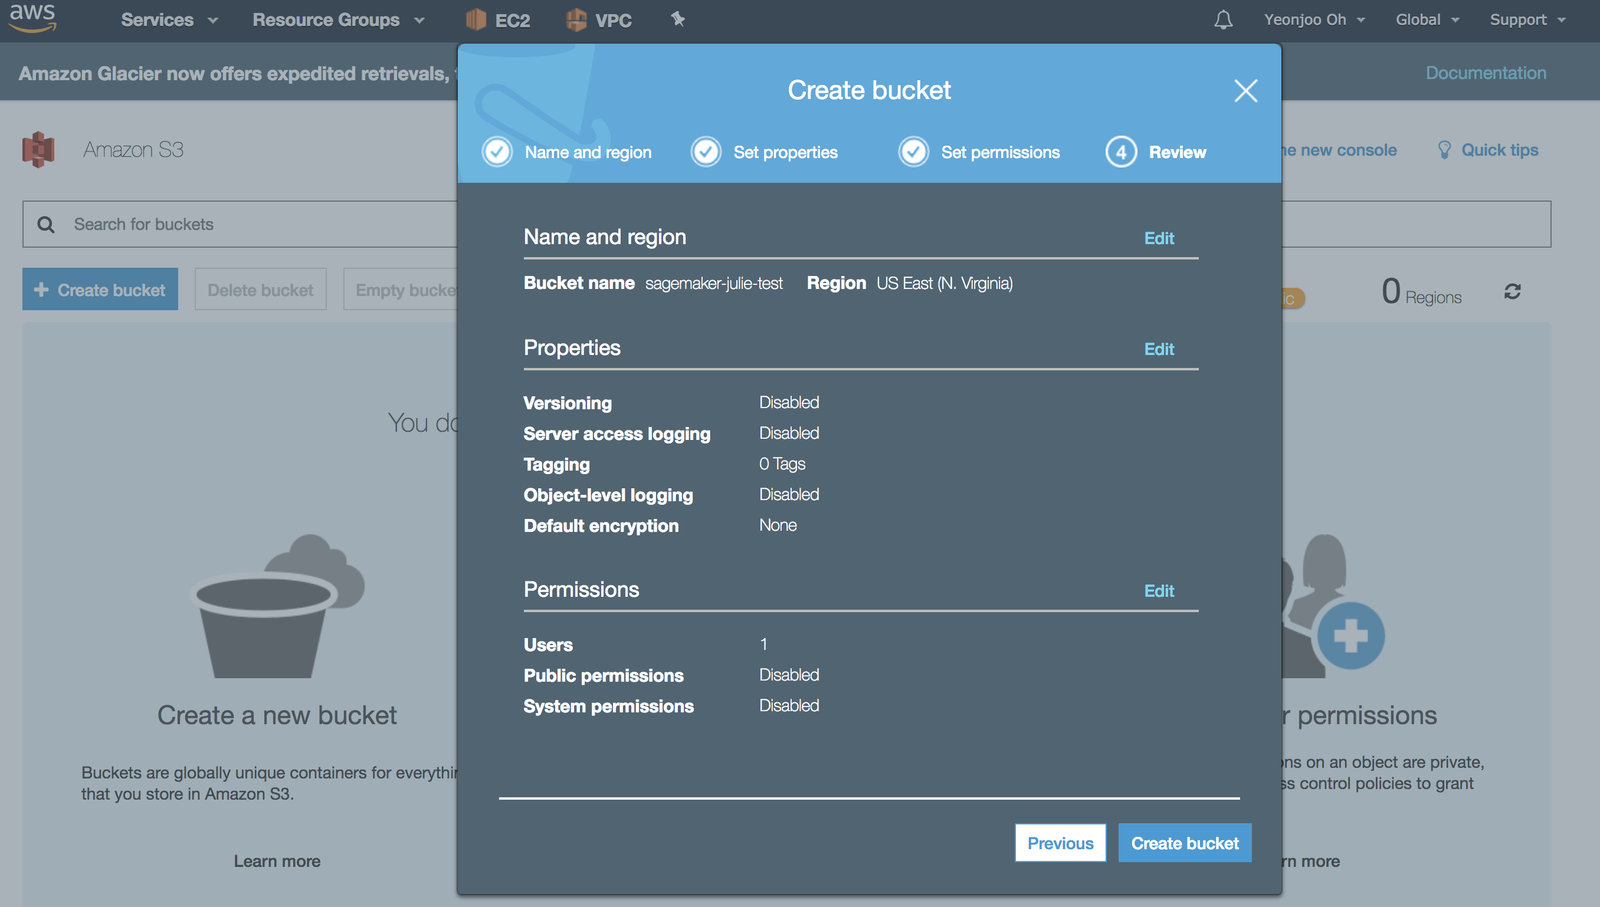 aws Services Resource Groups EC2 VPC Yeonjoo Oh Global Support
Amazon Glacier now offers expedited retrievals, Documentation
Create bucket
Name and region Set properties Set permissions 4 Review
Amazon S3 new console Quick tips
Search for buckets
Create bucket Delete bucket Empty 0 Regions
Name and region Edit
Bucket name sagemaker-julie-test Region US East (N. Virginia)
Properties Edit
Versioning Disabled
Server access logging Disabled
Tagging 0 Tags
Object-level logging Disabled
Default encryption None
Permissions Edit
Users 1
Public permissions Disabled
System permissions Disabled
Previous Create bucket
You
Create a new bucket
Buckets are globally unique containers for
that you store in Amazon S3.
Learn more
permissions
on an object are private,
control policies to grant
more